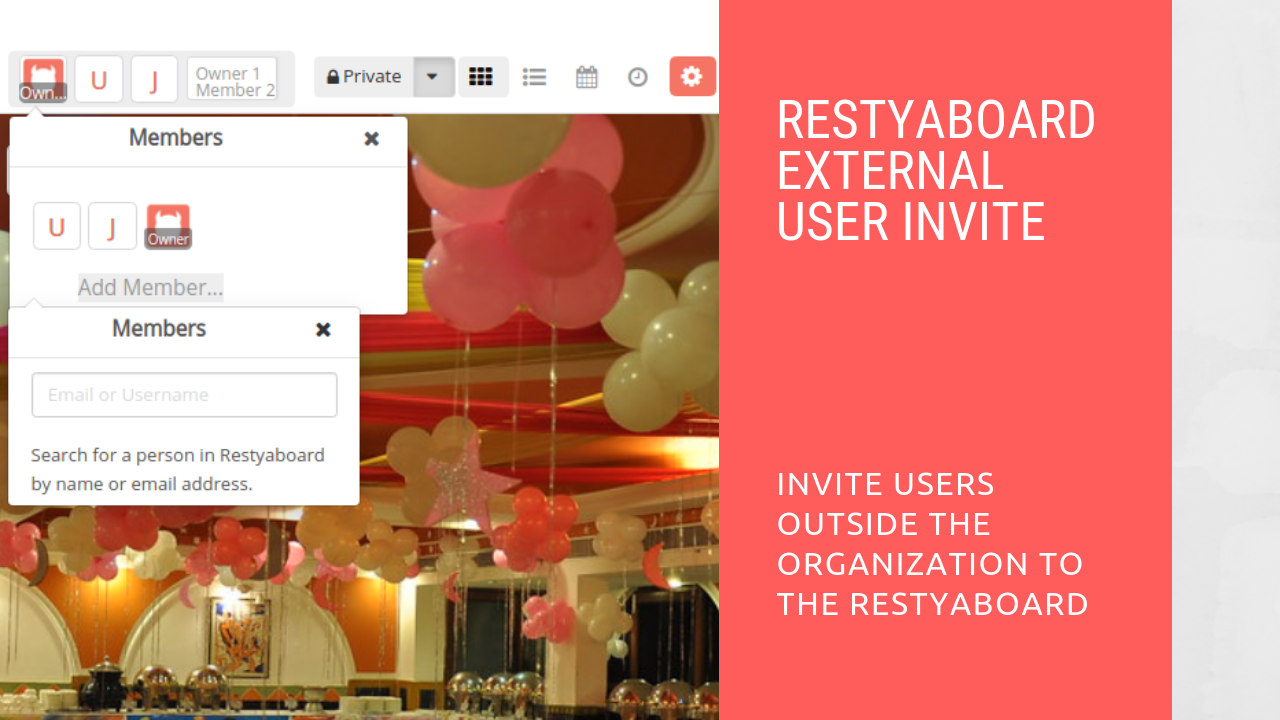 Own...
U
J
Owner 1
Member 2
Private
Members
U
J
Owner
Add Member...
Members
Email or Username
Search for a person in Restyaboard
by name or email address.
RESTYABOARD
EXTERNAL
USER INVITE
INVITE USERS
OUTSIDE THE
ORGANIZATION TO
THE RESTYABOARD